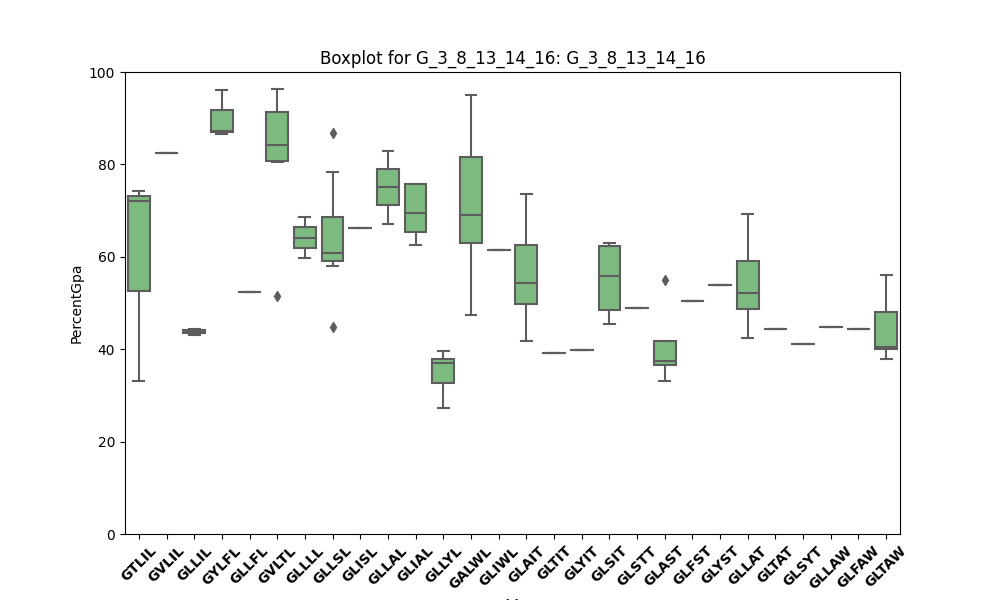 Boxplot for G_3_8_13_14_16: G_3_8_13_14_16
100
80
60
40
20
0
PercentGpa
GTLIL GVLIL GLLIL GYLFL GLLFL GVLTL GLLLL GLLSL GLISL GLLAL GLIAL GLLYL GALWL GLIWL GLAIT GLTIT GLYIT GLSIT GLSTT GLAST GLFST GLYST GLLAT GLTAT GLSYT GLLAW GLFAW GLTAW